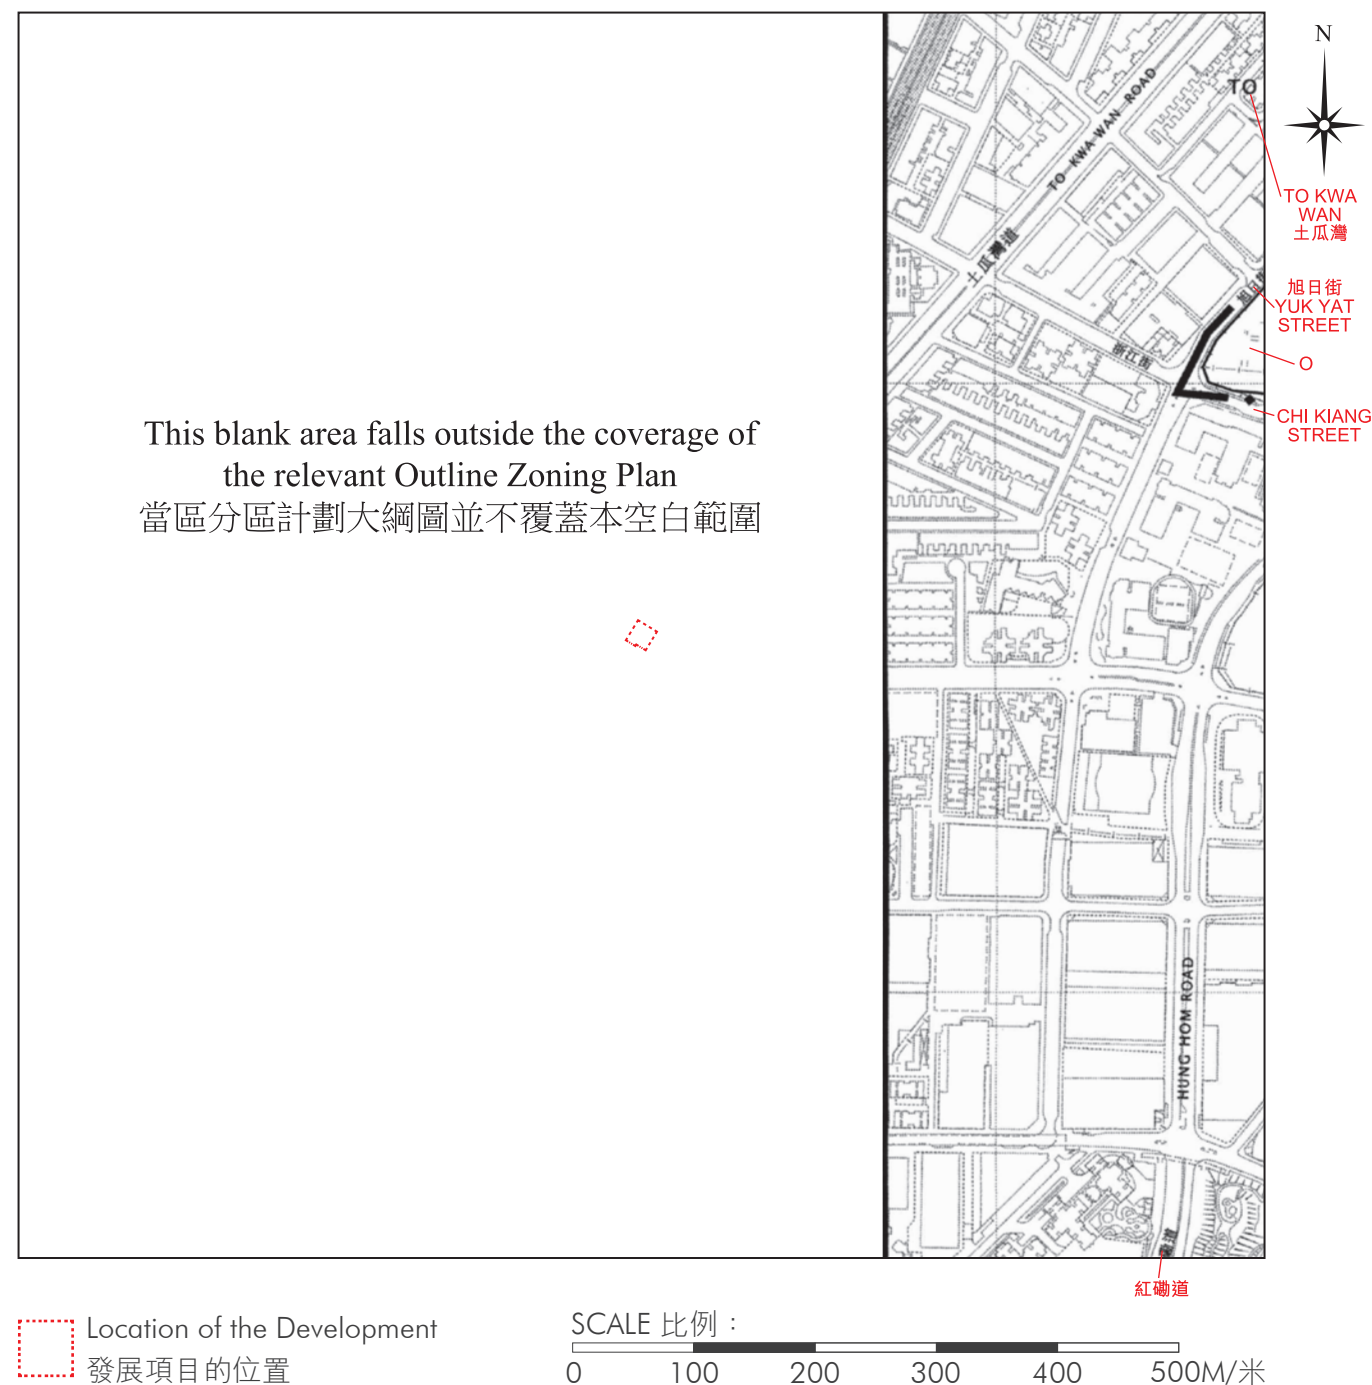 N
TO
TO KWA WAN ROAD
土瓜灣道
TO KWA
WAN
土瓜灣
旭日街
YUK YAT
STREET
O
浙江街
CHI KIANG
STREET
This blank area falls outside the coverage of
the relevant Outline Zoning Plan
當區分區計劃大綱圖並不覆蓋本空白範圍
HUNG HOM ROAD
紅磡道
Location of the Development
發展項目的位置
SCALE 比例：
0 100 200 300 400 500M/米